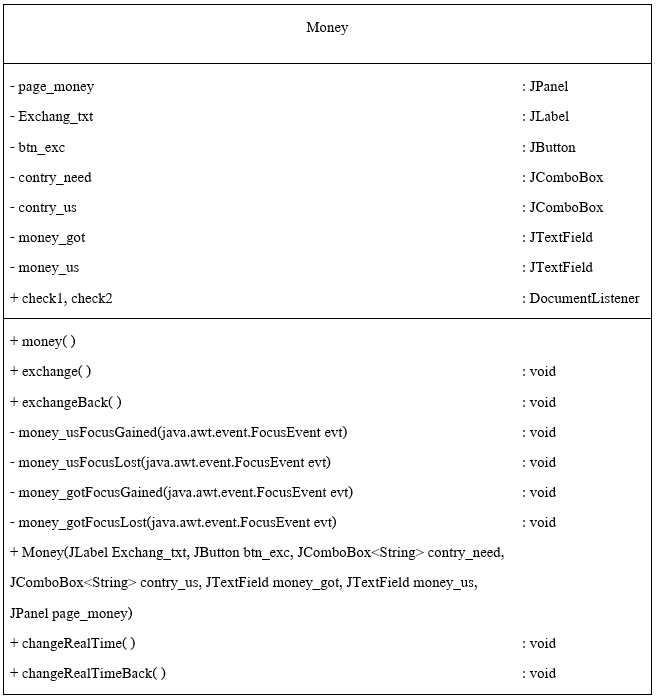 Money
- page_money : JPanel
- Exchang_txt : JLabel
- btn_exc : JButton
- contry_need : JComboBox
- contry_us : JComboBox
- money_got : JTextField
- money_us : JTextField
+ check1, check2 : DocumentListener
+ money( )
+ exchange( ) : void
+ exchangeBack( ) : void
- money_usFocusGained(java.awt.event.FocusEvent evt) : void
- money_usFocusLost(java.awt.event.FocusEvent evt) : void
- money_gotFocusGained(java.awt.event.FocusEvent evt) : void
- money_gotFocusLost(java.awt.event.FocusEvent evt) : void
+ Money(JLabel Exchang_txt, JButton btn_exc, JComboBox<String> contry_need,
JComboBox<String> contry_us, JTextField money_got, JTextField money_us,
JPanel page_money)
+ changeRealTime( ) : void
+ changeRealTimeBack( ) : void